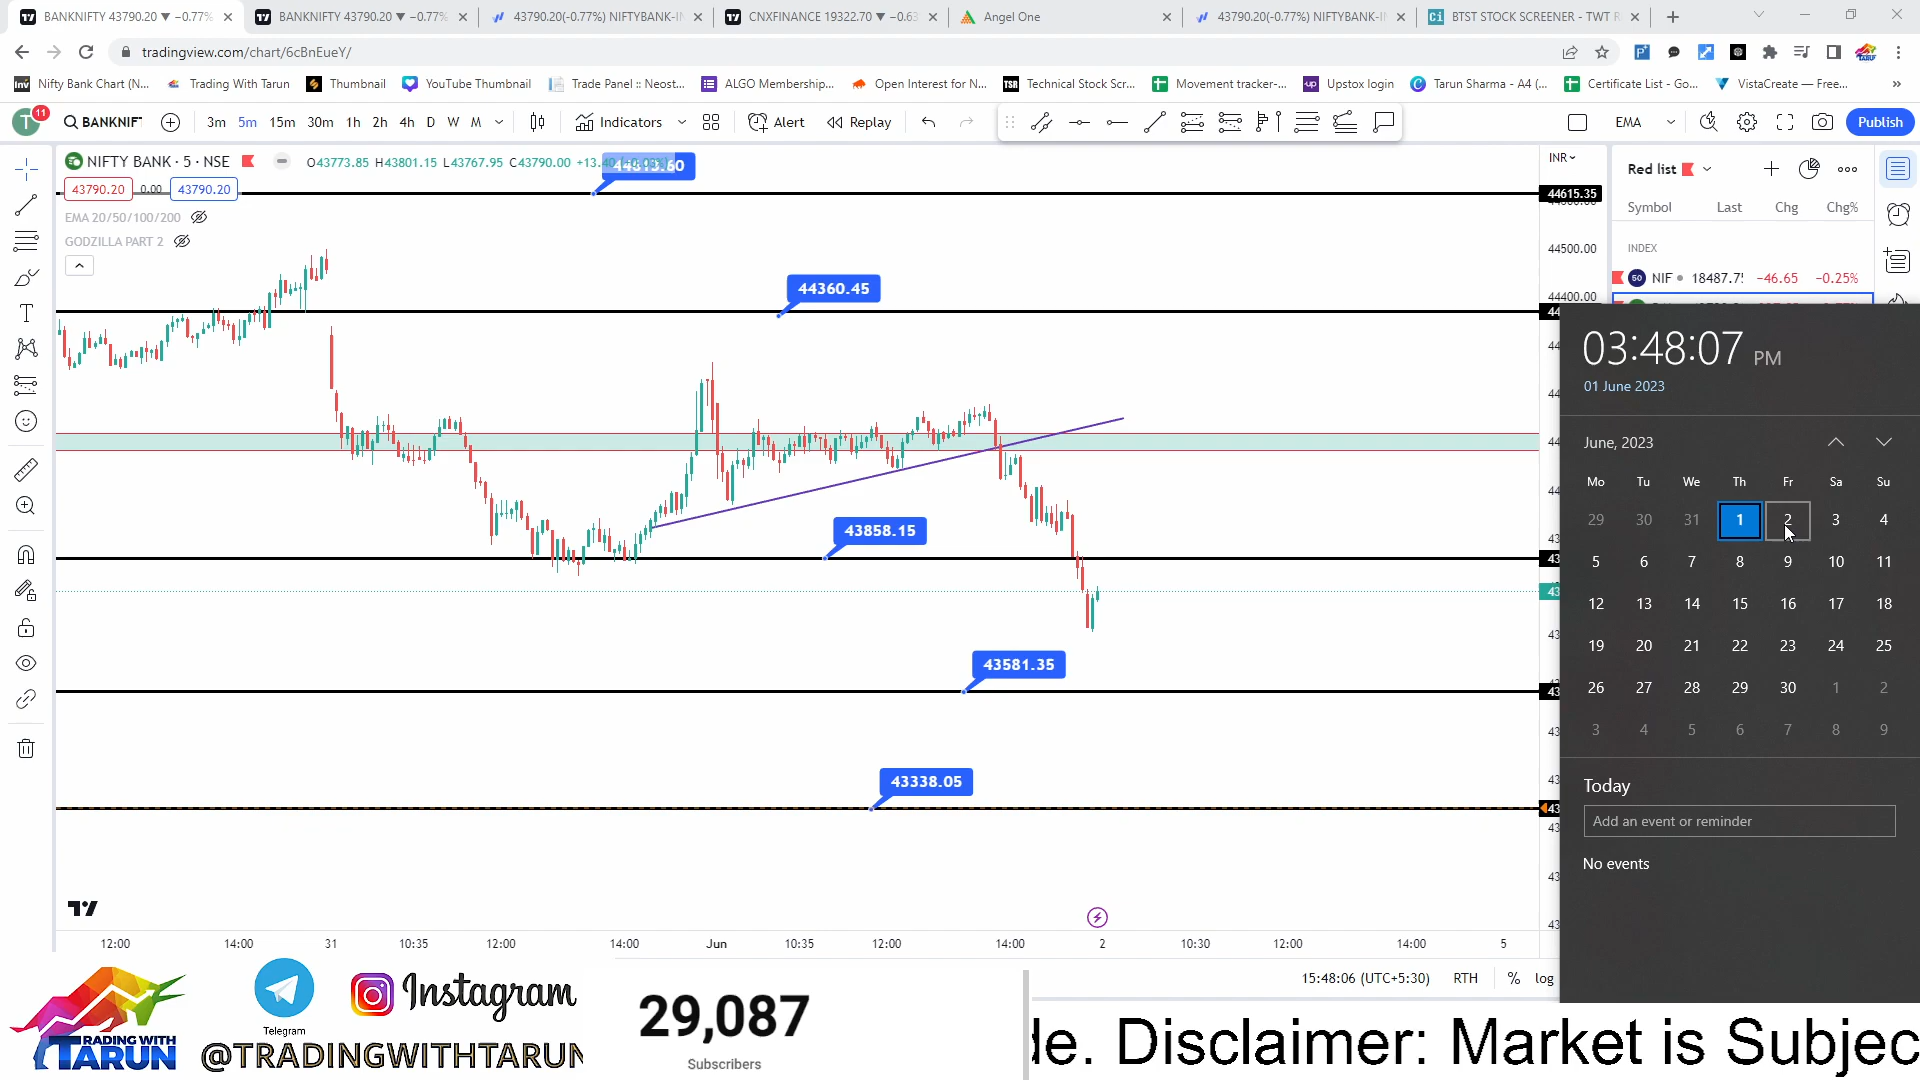 BANKNIFTY 43790.20 ▼ −0.77%
BANKNIFTY 43790.20 ▼ −0.77%
43790.20(-0.77%) NIFTYBANK-IN
CNXFINANCE 19322.70 ▼ −0.63
Angel One
43790.20(-0.77%) NIFTYBANK-IN
BTST STOCK SCREENER - TWT
tradingview.com/chart/6cBnEueY/
Nifty Bank Chart (N...
Trading With Tarun
Thumbnail
YouTube Thumbnail
Trade Panel :: Neost...
ALGO Membership...
Open Interest for N...
Technical Stock Scr...
Movement tracker-...
Upstox login
Tarun Sharma - A4 (...
Certificate List - Go...
VistaCreate — Free...
T 11 BANKNIF 3m 5m 15m 30m 1h 2h 4h D W M Indicators Alert Replay EMA Publish
NIFTY BANK · 5 · NSE O43773.85 H43801.15 L43767.95 C43790.00 +13.40
43790.20 0.00 43790.20
EMA 20/50/100/200
GODZILLA PART 2
44360.45
43858.15
43581.35
43338.05
INR
44615.35
44500.00
44400.00
Red list
Symbol Last Chg Chg%
INDEX
50 NIF 18487.7 −46.65 −0.25%
03:48:07 PM
01 June 2023
June, 2023
Mo Tu We Th Fr Sa Su
29 30 31 1 2 3 4
5 6 7 8 9 10 11
12 13 14 15 16 17 18
19 20 21 22 23 24 25
26 27 28 29 30 1 2
3 4 5 6 7 8 9
Today
Add an event or reminder
No events
12:00 14:00 31 10:35 12:00 14:00 Jun 10:35 12:00 14:00 2 10:30 12:00 14:00 5
15:48:06 (UTC+5:30) RTH % log
TRADING WITH
TARUN
Telegram
Instagram
@TRADINGWITHTARUN
29,087
Subscribers
de. Disclaimer: Market is Subjec